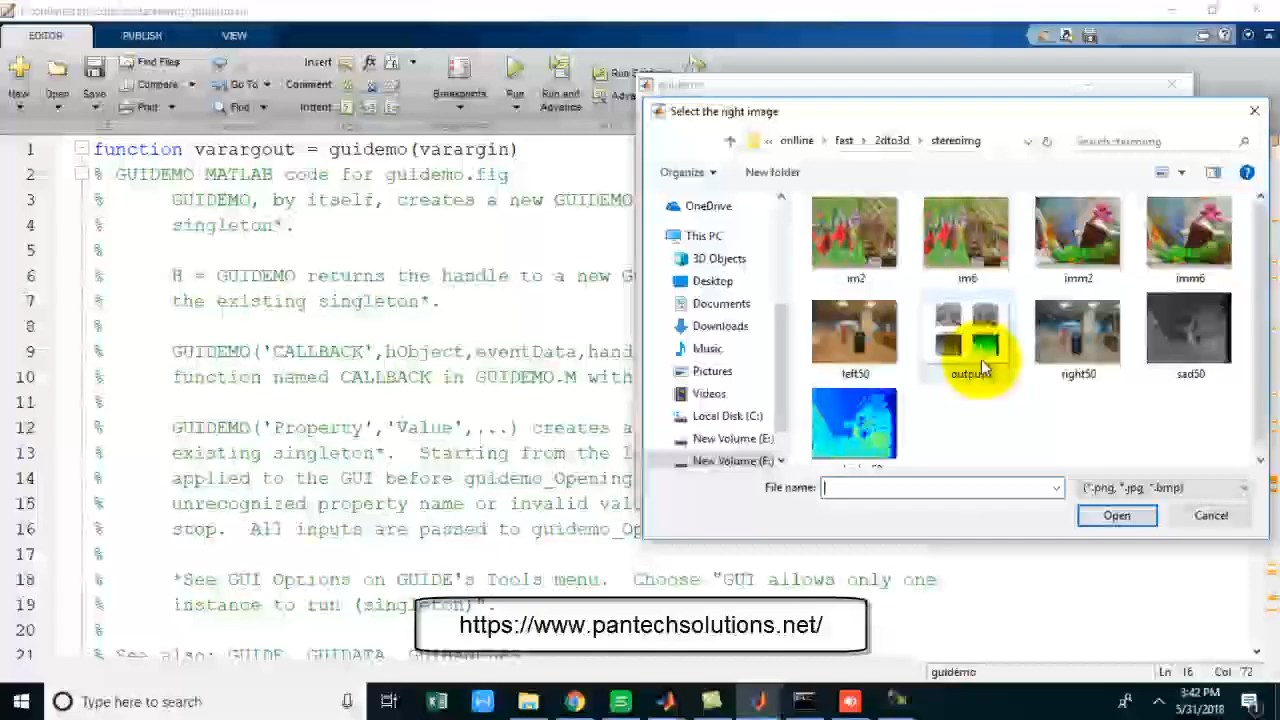 EDITOR
PUBLISH
VIEW
New
Open
Save
Find Files
Compare
Print
Go To
Find
Insert
Comment
Indent
Breakpoints
Run
Run and
Advance
guidemo
Select the right image
« onlline › fast › 2dto3d › stereoimg
Search stereoimg
Organize
New folder
OneDrive
This PC
3D Objects
Desktop
Documents
Downloads
Music
Pictures
Videos
Local Disk (C:)
New Volume (E:)
New Volume (F:)
im2
im6
imm2
imm6
left50
right50
sad50
File name:
(*.png, *.jpg, *.bmp)
Open
Cancel
1 function varargout = guidemo(varargin)
2 % GUIDEMO MATLAB code for guidemo.fig
3 % GUIDEMO, by itself, creates a new GUIDEMO
4 % singleton*.
5 %
6 % H = GUIDEMO returns the handle to a new
7 % the existing singleton*.
8 %
9 % GUIDEMO('CALLBACK',hObject,eventData,hand
10 % function named CALLBACK in GUIDEMO.M with
11 %
12 % GUIDEMO('Property','Value',...) creates a
13 % existing singleton*. Starting from the l
14 % applied to the GUI before guidemo_Opening
15 % unrecognized property name or invalid val
16 % stop. All inputs are passed to guidemo_Op
17 %
18 % *See GUI Options on GUIDE's Tools menu. Choose "GUI allows only one
19 % instance to run (singleton)".
20 %
21 % See also: GUIDE, GUIDATA,
https://www.pantechsolutions.net/
guidemo
Ln 16 Col 72
Type here to search
3:42 PM
5/31/2018